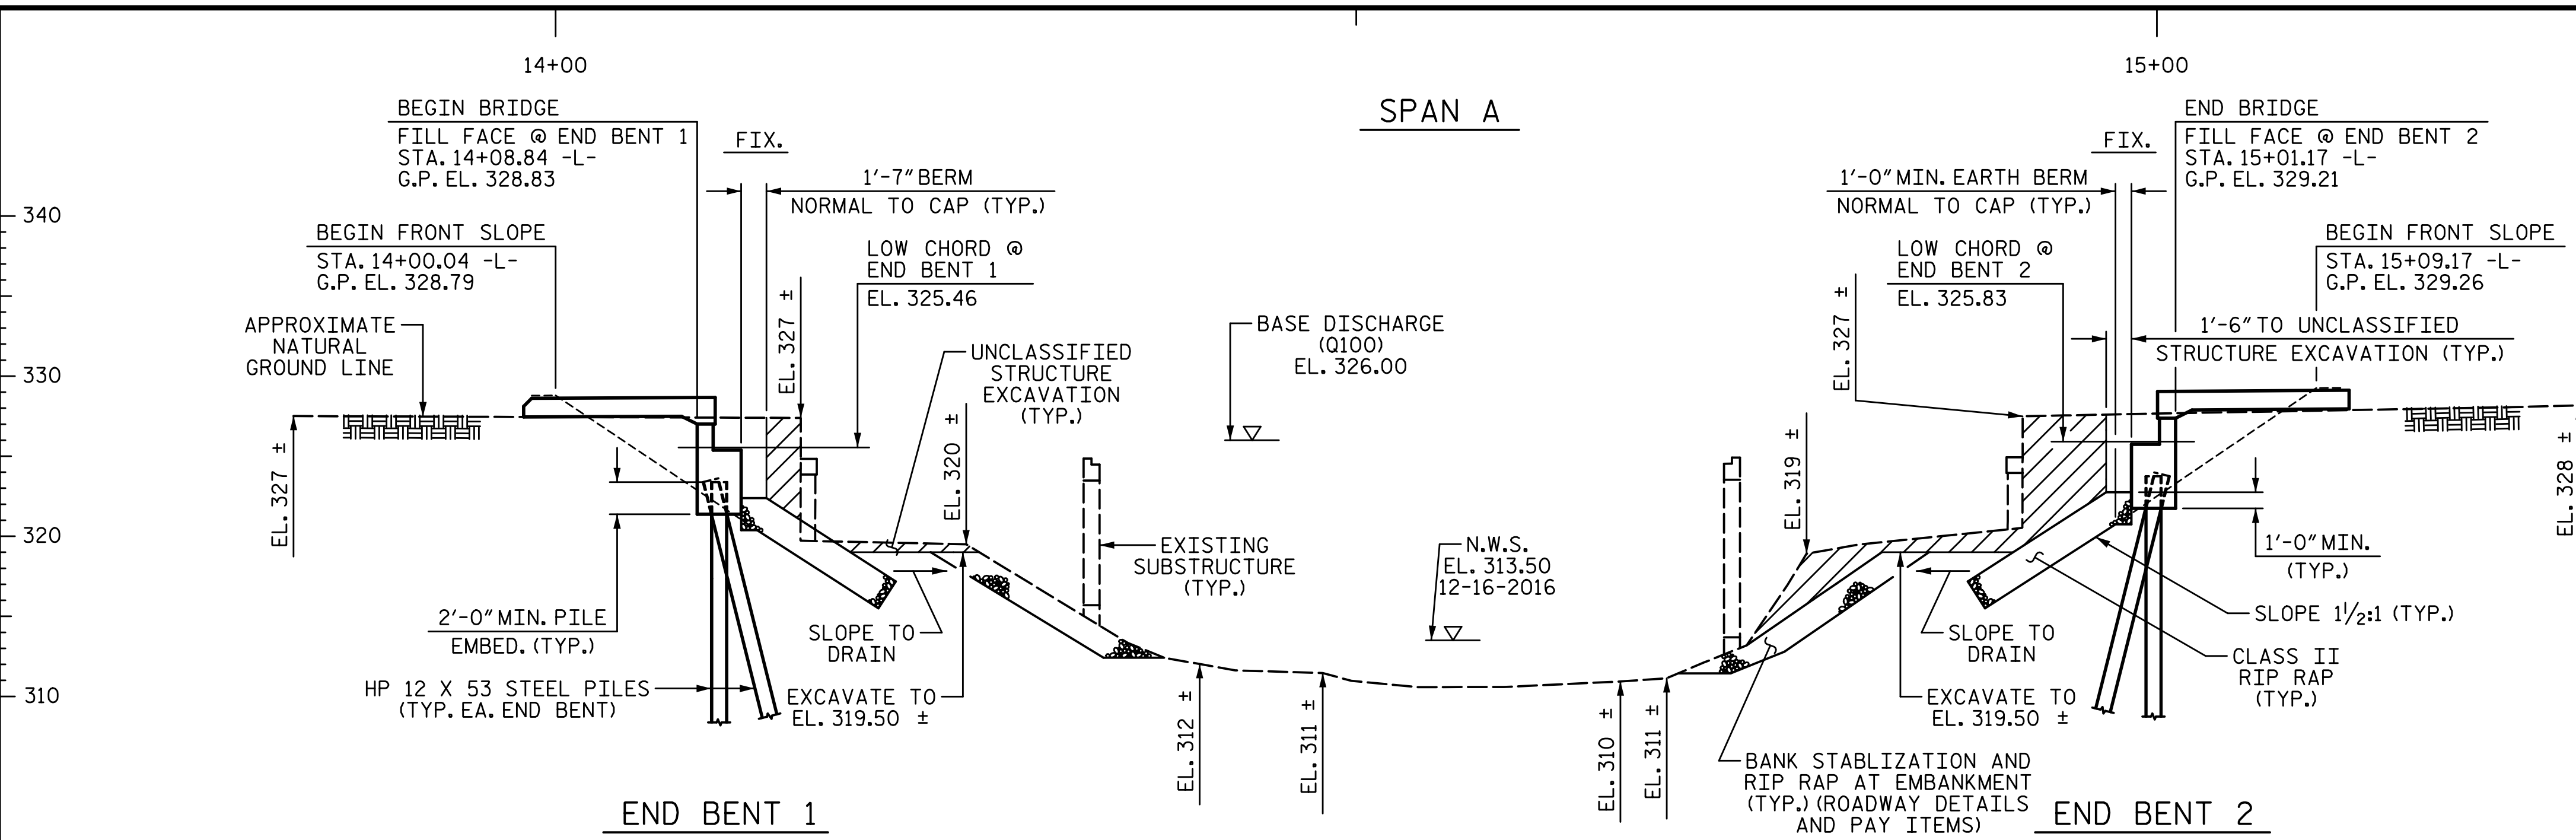 14+00
15+00
SPAN A
BEGIN BRIDGE
FILL FACE @ END BENT 1
STA. 14+08.84 -L-
G.P. EL. 328.83
FIX.
1'-7" BERM
NORMAL TO CAP (TYP.)
BEGIN FRONT SLOPE
STA. 14+00.04 -L-
G.P. EL. 328.79
LOW CHORD @
END BENT 1
EL. 325.46
APPROXIMATE
NATURAL
GROUND LINE
EL. 327 ±
EL. 327 ±
UNCLASSIFIED
STRUCTURE
EXCAVATION
(TYP.)
EL. 320 ±
BASE DISCHARGE
(Q100)
EL. 326.00
340
330
320
310
2'-0" MIN. PILE
EMBED. (TYP.)
HP 12 X 53 STEEL PILES
(TYP. EA. END BENT)
SLOPE TO
DRAIN
EXCAVATE TO
EL. 319.50 ±
EXISTING
SUBSTRUCTURE
(TYP.)
N.W.S.
EL. 313.50
12-16-2016
EL. 312 ±
EL. 311 ±
EL. 310 ±
EL. 311 ±
END BENT 1
FIX.
END BRIDGE
FILL FACE @ END BENT 2
STA. 15+01.17 -L-
G.P. EL. 329.21
1'-0" MIN. EARTH BERM
NORMAL TO CAP (TYP.)
LOW CHORD @
END BENT 2
EL. 325.83
BEGIN FRONT SLOPE
STA. 15+09.17 -L-
G.P. EL. 329.26
1'-6" TO UNCLASSIFIED
STRUCTURE EXCAVATION (TYP.)
EL. 327 ±
EL. 319 ±
EL. 328 ±
1'-0" MIN.
(TYP.)
SLOPE 1 1/2:1 (TYP.)
CLASS II
RIP RAP
(TYP.)
SLOPE TO
DRAIN
EXCAVATE TO
EL. 319.50 ±
BANK STABLIZATION AND
RIP RAP AT EMBANKMENT
(TYP.) (ROADWAY DETAILS
AND PAY ITEMS)
END BENT 2